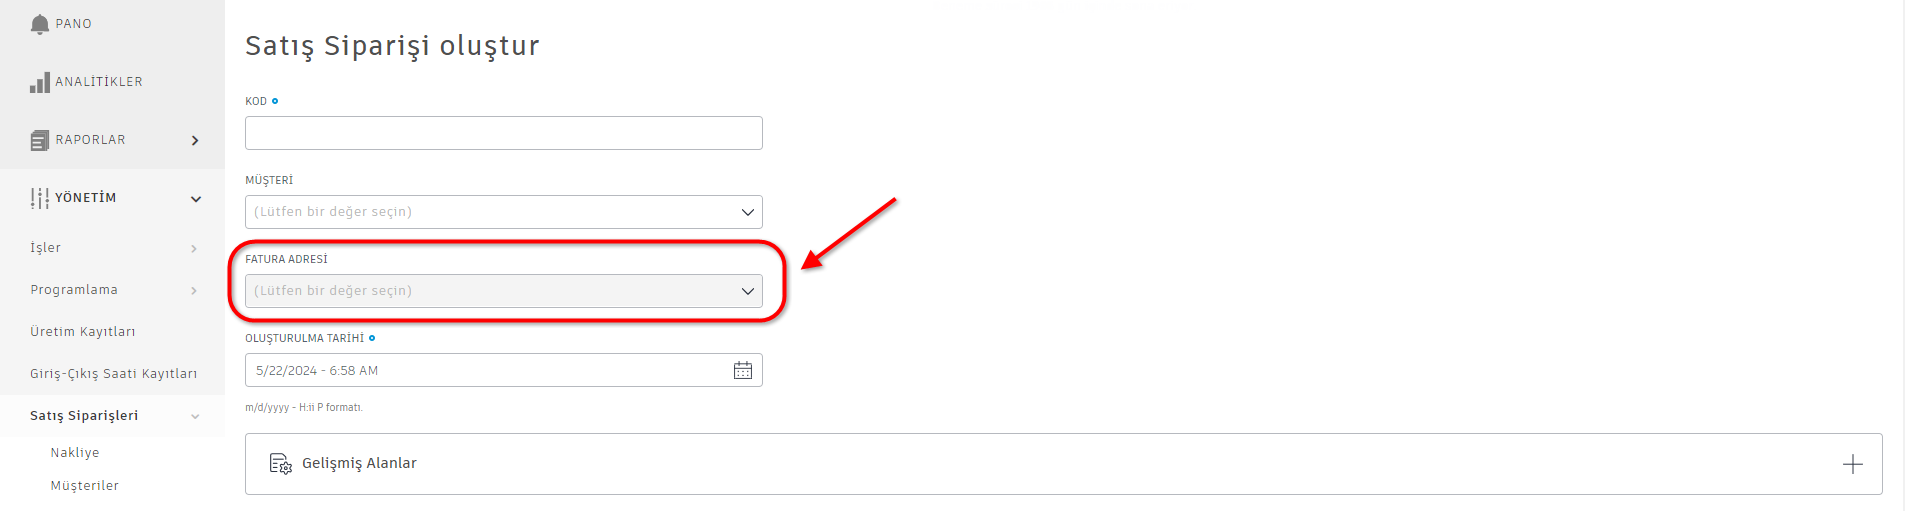 PANO
ANALİTİKLER
RAPORLAR
YÖNETİM
İşler
Programlama
Üretim Kayıtları
Giriş-Çıkış Saati Kayıtları
Satış Siparişleri
Nakliye
Müşteriler
Satış Siparişi oluştur
KOD
MÜŞTERİ
(Lütfen bir değer seçin)
FATURA ADRESİ
(Lütfen bir değer seçin)
OLUŞTURULMA TARİHİ
5/22/2024 - 6:58 AM
m/d/yyyy - H:ii P formatı.
Gelişmiş Alanlar